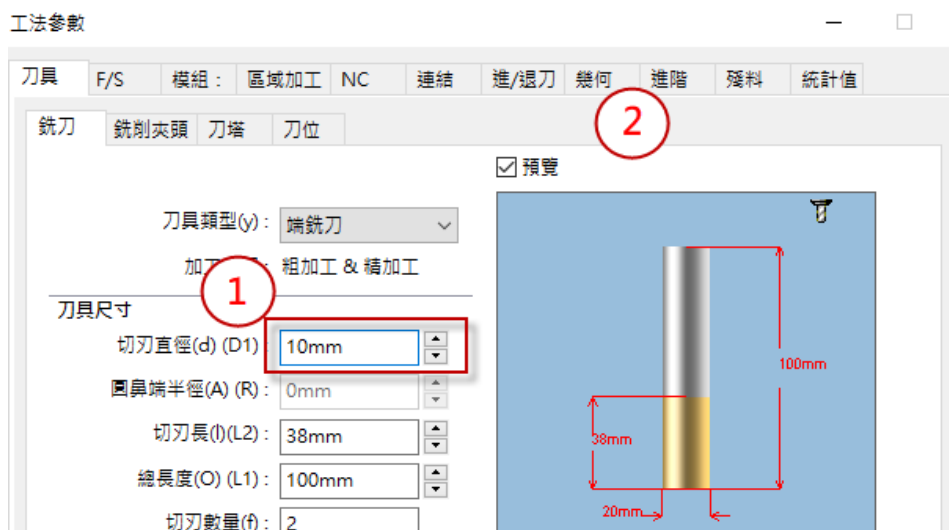 工法參數
刀具 F/S 模組： 區域加工 NC 連結 進/退刀 幾何 進階 殘料 統計值
2
銑刀 銑削夾頭 刀塔 刀位
預覽
刀具類型(y)： 端銑刀
粗加工 & 精加工
1
刀具尺寸
切刃直徑(d) (D1)： 10mm
圓鼻端半徑(A) (R)： 0mm
切刃長(l)(L2)： 38mm
總長度(O) (L1)： 100mm
切刃數量(f)： 2
100mm
38mm
20mm